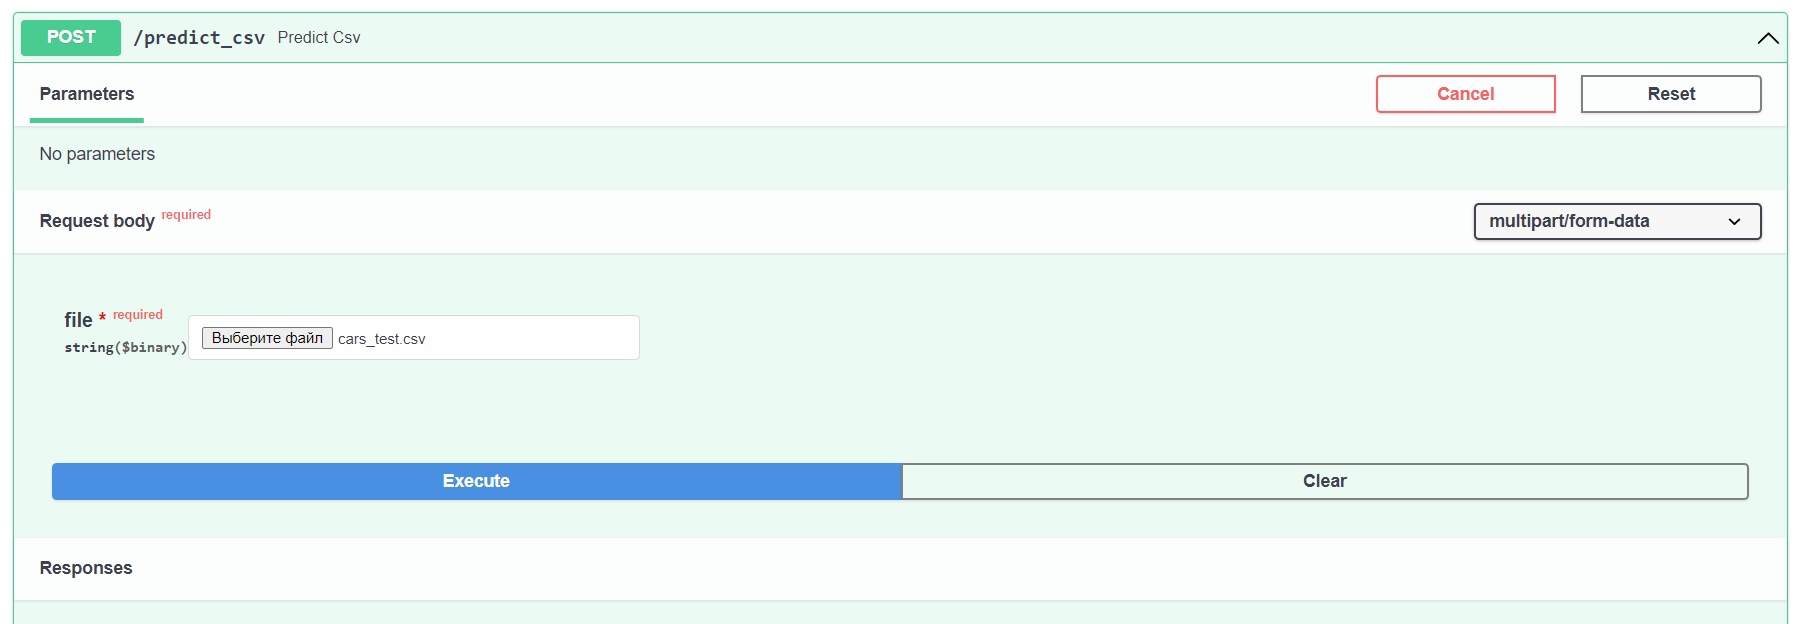 POST /predict_csv Predict Csv
Parameters Cancel Reset
No parameters
Request body required multipart/form-data
file * required
string($binary) Выберите файл cars_test.csv
Execute Clear
Responses